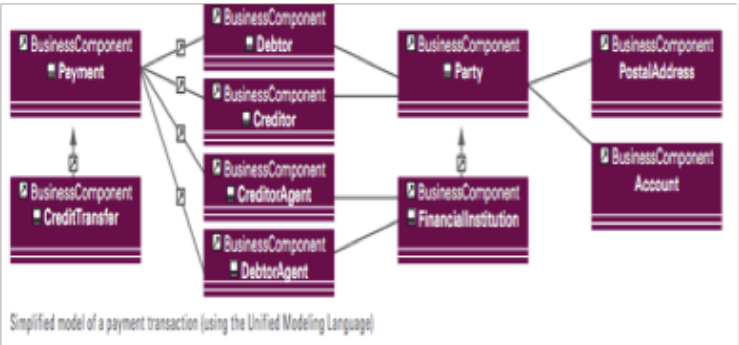 BusinessComponent
Payment
BusinessComponent
CreditTransfer
BusinessComponent
Debtor
BusinessComponent
Creditor
BusinessComponent
CreditorAgent
BusinessComponent
DebtorAgent
BusinessComponent
Party
BusinessComponent
FinancialInstitution
BusinessComponent
PostalAddress
BusinessComponent
Account
Simplified model of a payment transaction (using the Unified Modeling Language)